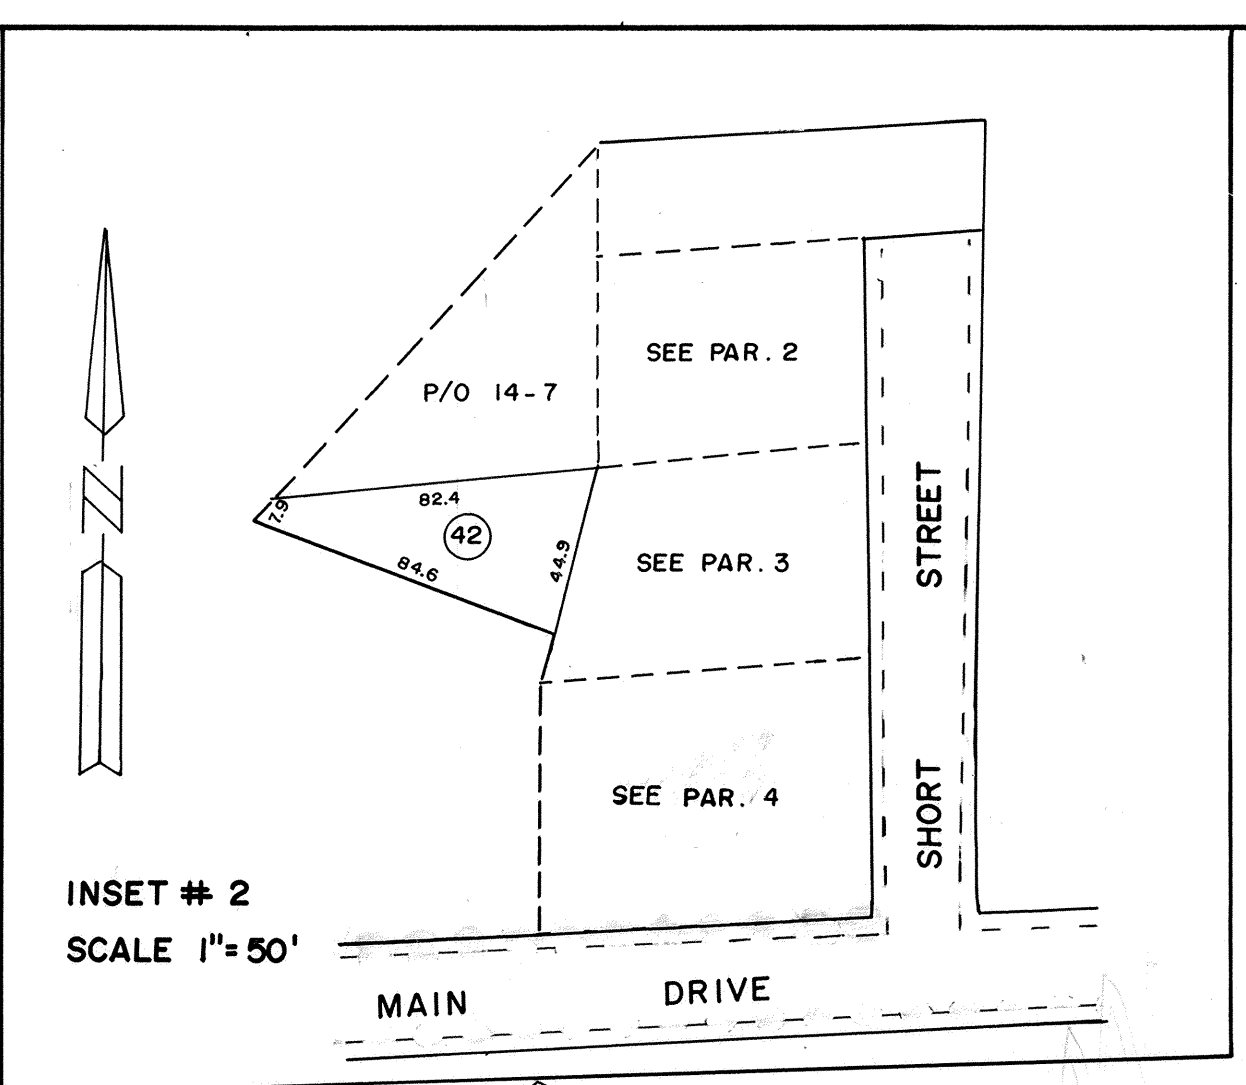 SEE PAR. 2
P/O 14-7
N
82.4
7.9
42
84.6
44.9
SEE PAR. 3
STREET
SHORT
SEE PAR. 4
INSET # 2
SCALE 1"=50'
MAIN DRIVE